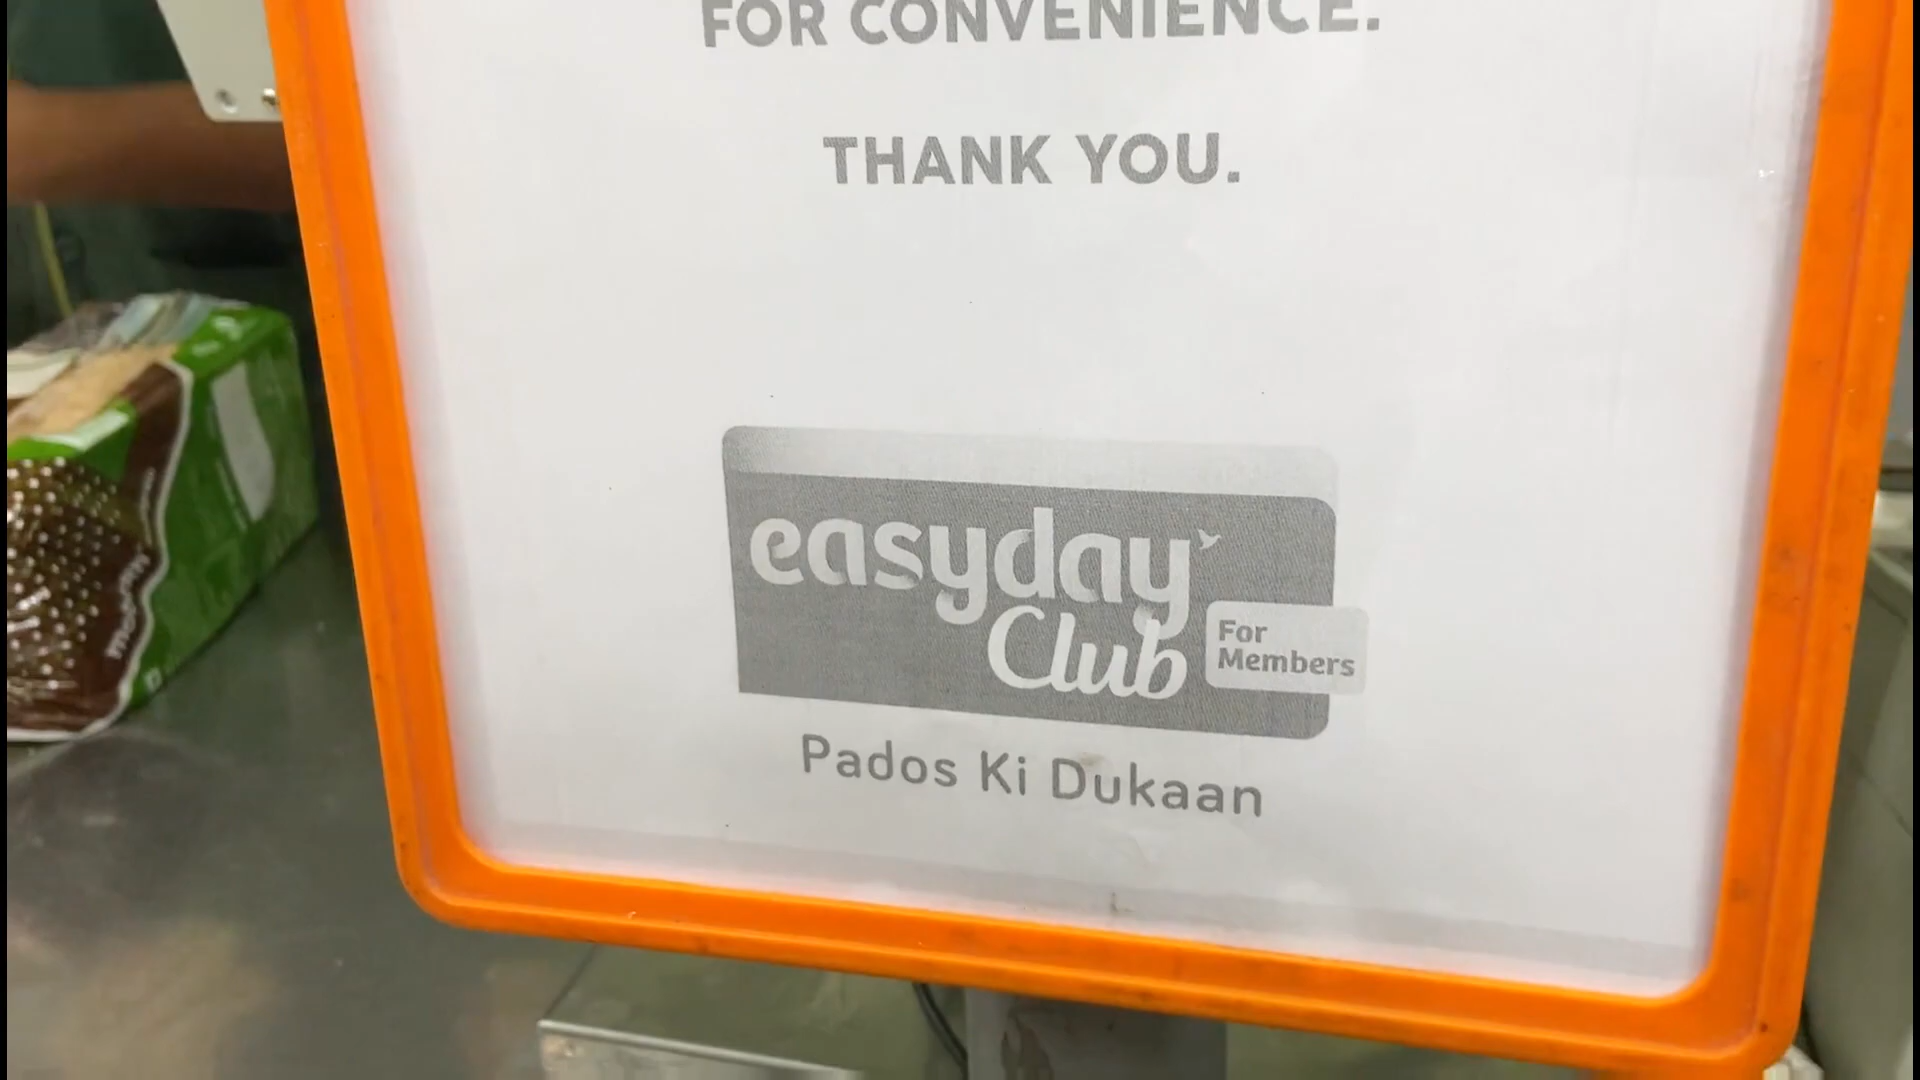 FOR CONVENIENCE.
THANK YOU.
easyday
Club
For
Members
Pados Ki Dukaan